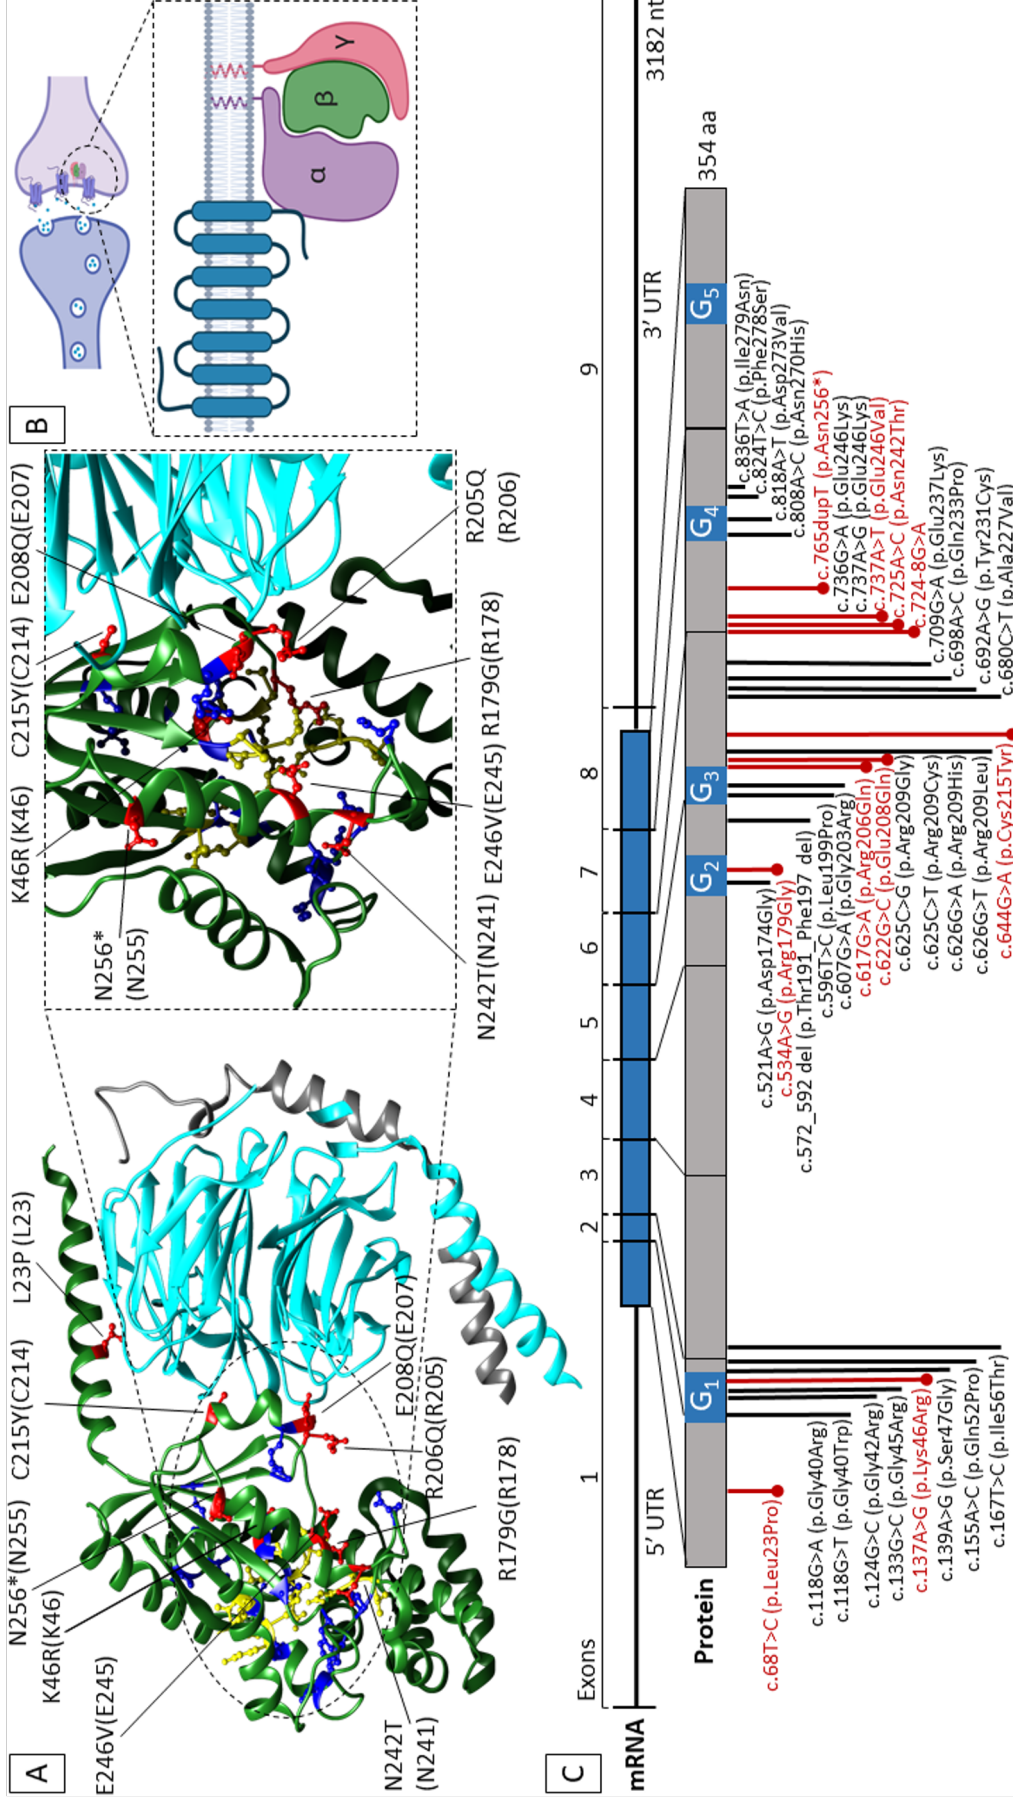 A
N256*(N255)
C215Y(C214)
L23P (L23)
K46R(K46)
E246V(E245)
N242T
(N241)
E208Q(E207)
R206Q(R205)
R179G(R178)
K46R (K46)
C215Y(C214)
E208Q(E207)
N256*
(N255)
N242T(N241)
E246V(E245)
R179G(R178)
R205Q
(R206)
B
α
β
γ
C
Exons
1
2
3
4
5
6
7
8
9
mRNA
5' UTR
3' UTR
3182 nt
Protein
G1
G2
G3
G4
G5
354 aa
c.68T>C (p.Leu23Pro)
c.118G>A (p.Gly40Arg)
c.118G>T (p.Gly40Trp)
c.124G>C (p.Gly42Arg)
c.133G>C (p.Gly45Arg)
c.137A>G (p.Lys46Arg)
c.139A>G (p.Ser47Gly)
c.155A>C (p.Gln52Pro)
c.167T>C (p.Ile56Thr)
c.521A>G (p.Asp174Gly)
c.534A>G (p.Arg179Gly)
c.572_592 del (p.Thr191_Phe197 del)
c.596T>C (p.Leu199Pro)
c.607G>A (p.Gly203Arg)
c.617G>A (p.Arg206Gln)
c.622G>C (p.Glu208Gln)
c.625C>G (p.Arg209Gly)
c.625C>T (p.Arg209Cys)
c.626G>A (p.Arg209His)
c.626G>T (p.Arg209Leu)
c.644G>A (p.Cys215Tyr)
c.836T>A (p.Ile279Asn)
c.824T>C (p.Phe278Ser)
c.818A>T (p.Asp273Val)
c.808A>C (p.Asn270His)
c.765dupT (p.Asn256*)
c.736G>A (p.Glu246Lys)
c.737A>G (p.Glu246Lys)
c.737A>T (p.Glu246Val)
c.725A>C (p.Asn242Thr)
c.724-8G>A
c.709G>A (p.Glu237Lys)
c.698A>C (p.Gln233Pro)
c.692A>G (p.Tyr231Cys)
c.680C>T (p.Ala227Val)